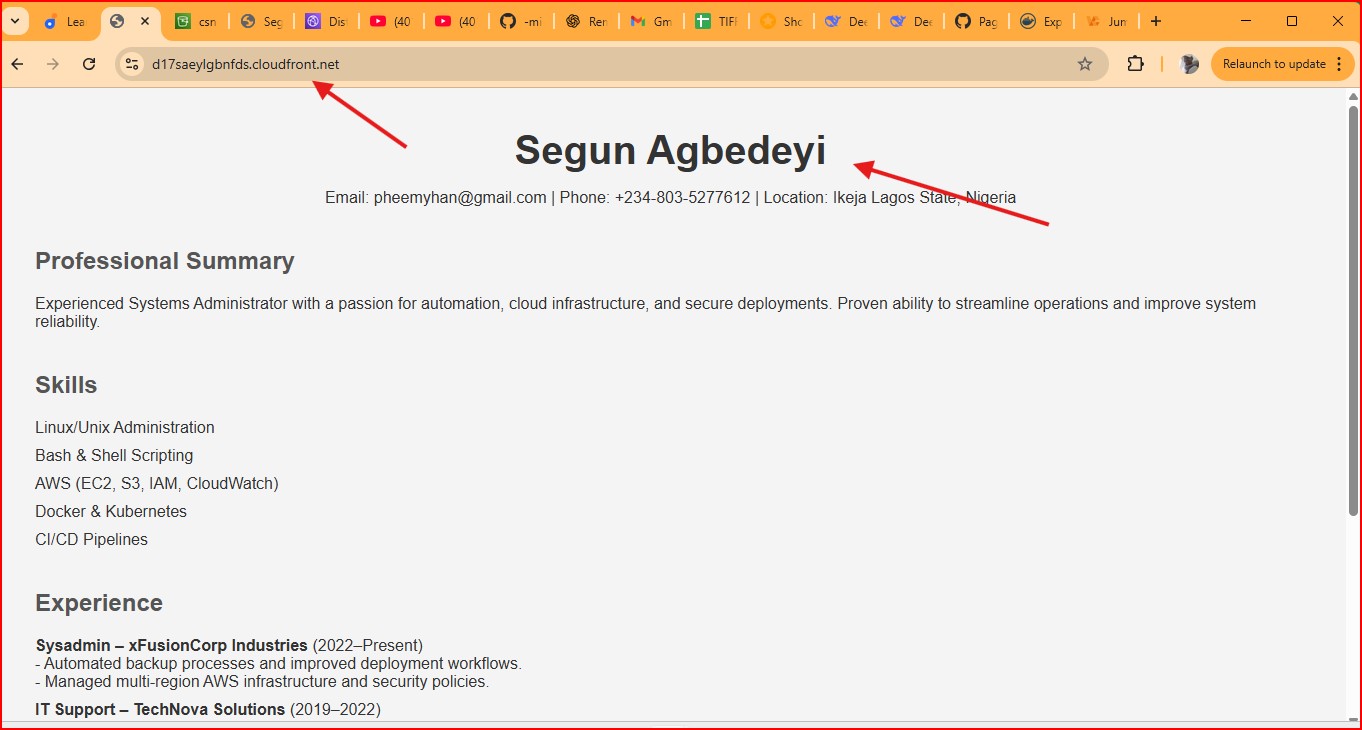 Lea
csn
Seg
Dis
(40
(40
-mi
Ren
Gm
TIFF
Sho
Dee
Dee
Pag
Exp
Jun
d17saeylgbnfds.cloudfront.net
Relaunch to update
Segun Agbedeyi
Email: pheemyhan@gmail.com | Phone: +234-803-5277612 | Location: Ikeja Lagos State, Nigeria
Professional Summary
Experienced Systems Administrator with a passion for automation, cloud infrastructure, and secure deployments. Proven ability to streamline operations and improve system
reliability.
Skills
Linux/Unix Administration
Bash & Shell Scripting
AWS (EC2, S3, IAM, CloudWatch)
Docker & Kubernetes
CI/CD Pipelines
Experience
Sysadmin – xFusionCorp Industries (2022–Present)
- Automated backup processes and improved deployment workflows.
- Managed multi-region AWS infrastructure and security policies.
IT Support – TechNova Solutions (2019–2022)